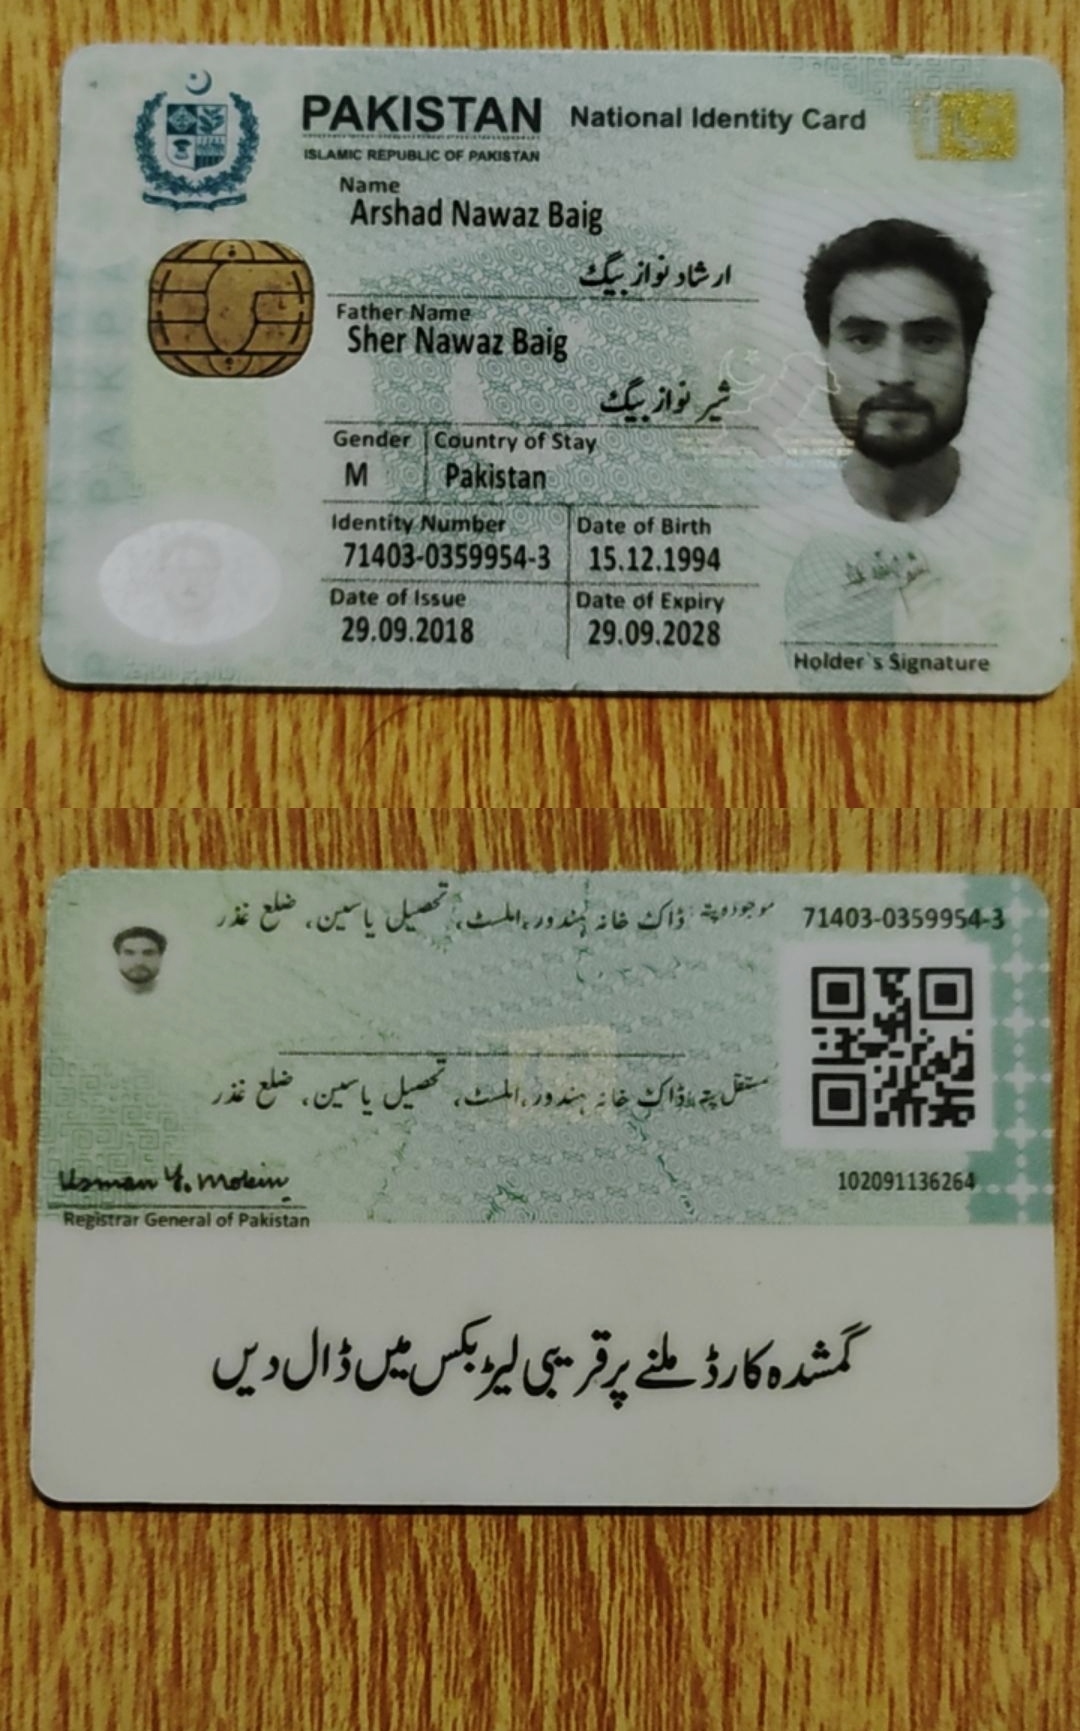 PAKISTAN National Identity Card
ISLAMIC REPUBLIC OF PAKISTAN
Name
Arshad Nawaz Baig
ارشاد نواز بیگ
Father Name
Sher Nawaz Baig
شیر نواز بیگ
Gender Country of Stay
M Pakistan
Identity Number Date of Birth
71403-0359954-3 15.12.1994
Date of Issue Date of Expiry
29.09.2018 29.09.2028
Holder`s Signature
موجودہ پتہ ڈاک خانہ ہندور، املسٹ، تحصیل یاسین، ضلع غذر
71403-0359954-3
مستقل پتہ ڈاک خانہ ہندور، املسٹ، تحصیل یاسین، ضلع غذر
102091136264
Usman Y. Mobin
Registrar General of Pakistan
گمشدہ کارڈ ملنے پر قریبی لیٹر بکس میں ڈال دیں